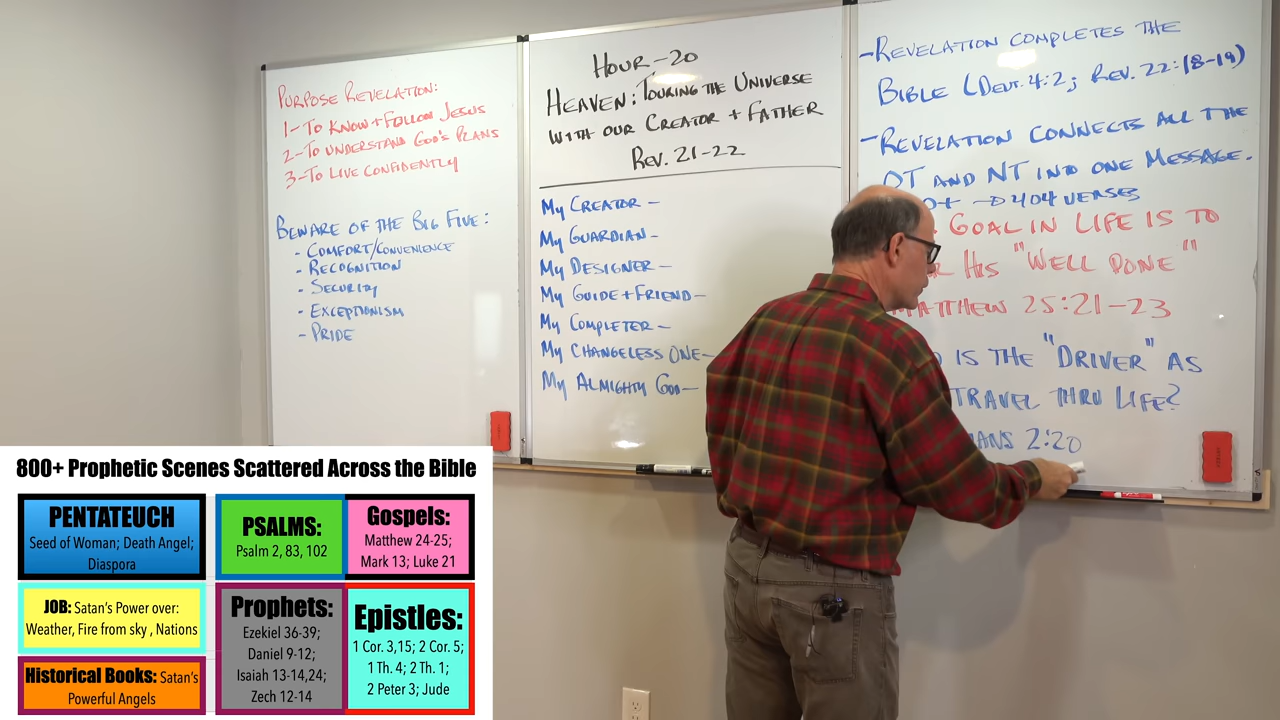 PURPOSE REVELATION:
1-TO KNOW+FOLLOW JESUS
2-TO UNDERSTAND GOD'S PLANS
3-TO LIVE CONFIDENTLY
BEWARE OF THE BIG FIVE:
- COMFORT/CONVENIENCE
- RECOGNITION
- SECURITY
- EXCEPTIONISM
- PRIDE
HOUR-20
HEAVEN: TOURING THE UNIVERSE
WITH OUR CREATOR + FATHER
REV. 21-22
MY CREATOR-
MY GUARDIAN-
MY DESIGNER-
MY GUIDE+FRIEND-
MY COMPLETER-
MY CHANGELESS ONE-
MY ALMIGHTY GOD-
-REVELATION COMPLETES THE
BIBLE (DEUT. 4:2; REV. 22:18-19)
-REVELATION CONNECTS ALL THE
OT AND NT INTO ONE MESSAGE.
404 VERSES
GOAL IN LIFE IS TO
HIS "WELL DONE"
MATTHEW 25:21-23
IS THE "DRIVER" AS
TRAVEL THRU LIFE?
2:20
800+ Prophetic Scenes Scattered Across the Bible
PENTATEUCH
Seed of Woman; Death Angel;
Diaspora
PSALMS:
Psalm 2, 83, 102
Gospels:
Matthew 24-25;
Mark 13; Luke 21
JOB: Satan's Power over:
Weather, Fire from sky , Nations
Historical Books: Satan's
Powerful Angels
Prophets:
Ezekiel 36-39;
Daniel 9-12;
Isaiah 13-14,24;
Zech 12-14
Epistles:
1 Cor. 3,15; 2 Cor. 5;
1 Th. 4; 2 Th. 1;
2 Peter 3; Jude